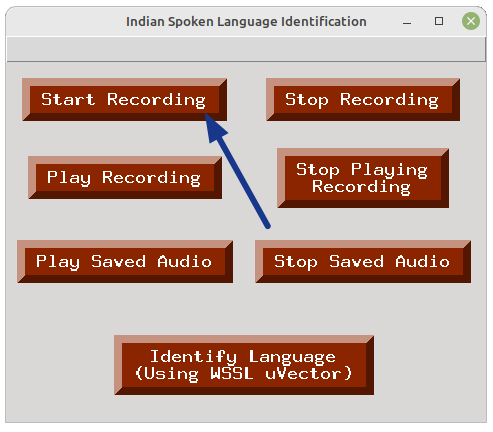 Indian Spoken Language Identification
Start Recording
Stop Recording
Play Recording
Stop Playing
Recording
Play Saved Audio
Stop Saved Audio
Identify Language
(Using WSSL uVector)